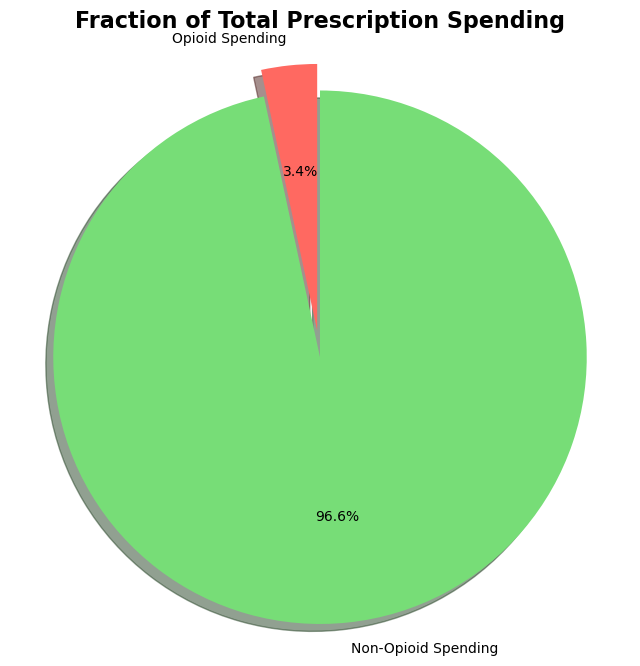 Fraction of Total Prescription Spending
Opioid Spending
3.4%
96.6%
Non-Opioid Spending